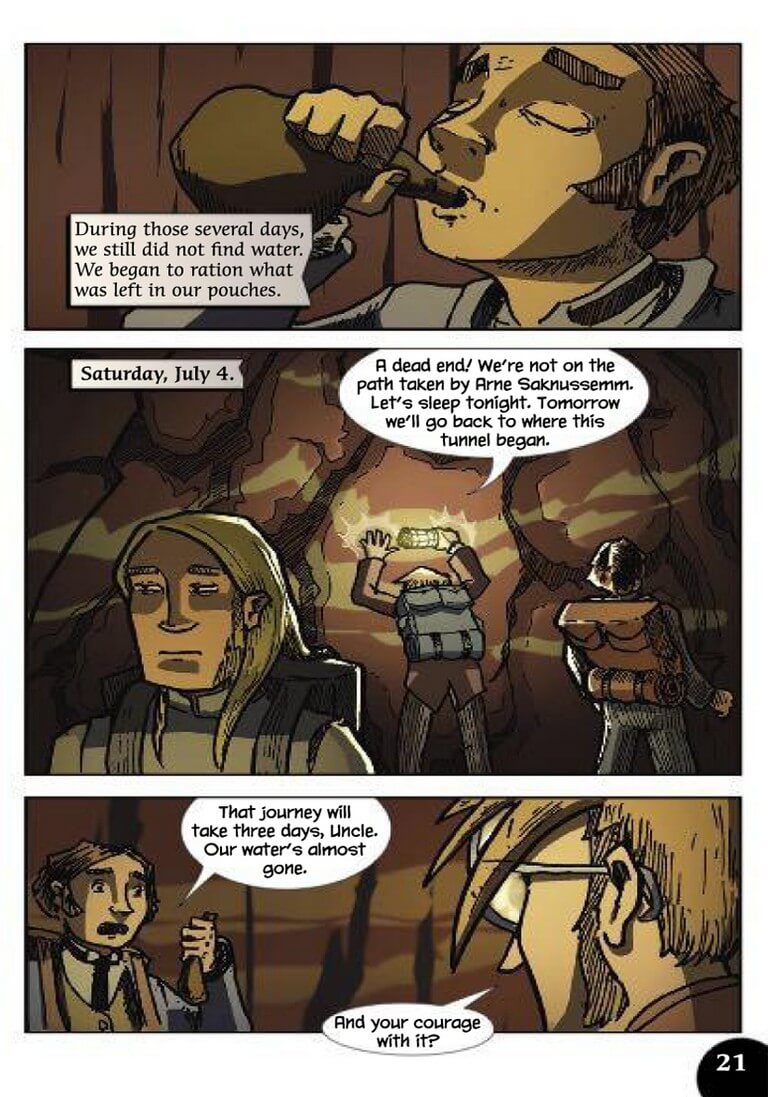 During those several days,
we still did not find water.
We began to ration what
was left in our pouches.
Saturday, July 4.
A dead end! We're not on the
path taken by Arne Saknussemm.
Let's sleep tonight. Tomorrow
we'll go back to where this
tunnel began.
That journey will
take three days, Uncle.
Our water's almost
gone.
And your courage
with it?
21